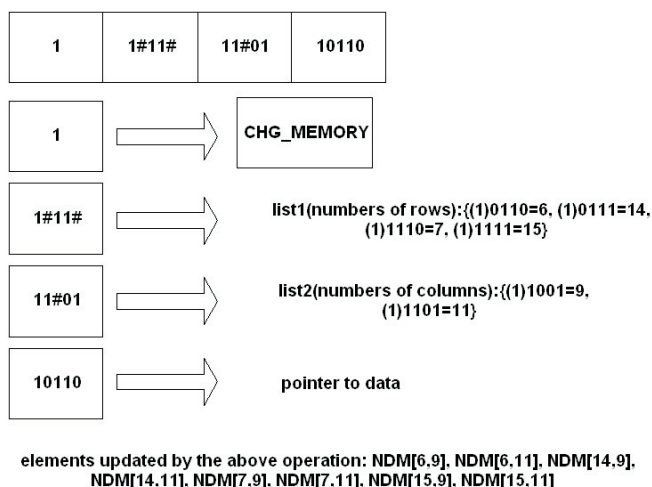 1 1#11# 11#01 10110
1 CHG_MEMORY
1#11# list1(numbers of rows):{(1)0110=6, (1)0111=14,
(1)1110=7, (1)1111=15}
11#01 list2(numbers of columns):{(1)1001=9,
(1)1101=11}
10110 pointer to data
elements updated by the above operation: NDM[6,9], NDM[6,11], NDM[14,9],
NDM[14,11], NDM[7,9], NDM[7,11], NDM[15,9], NDM[15,11]